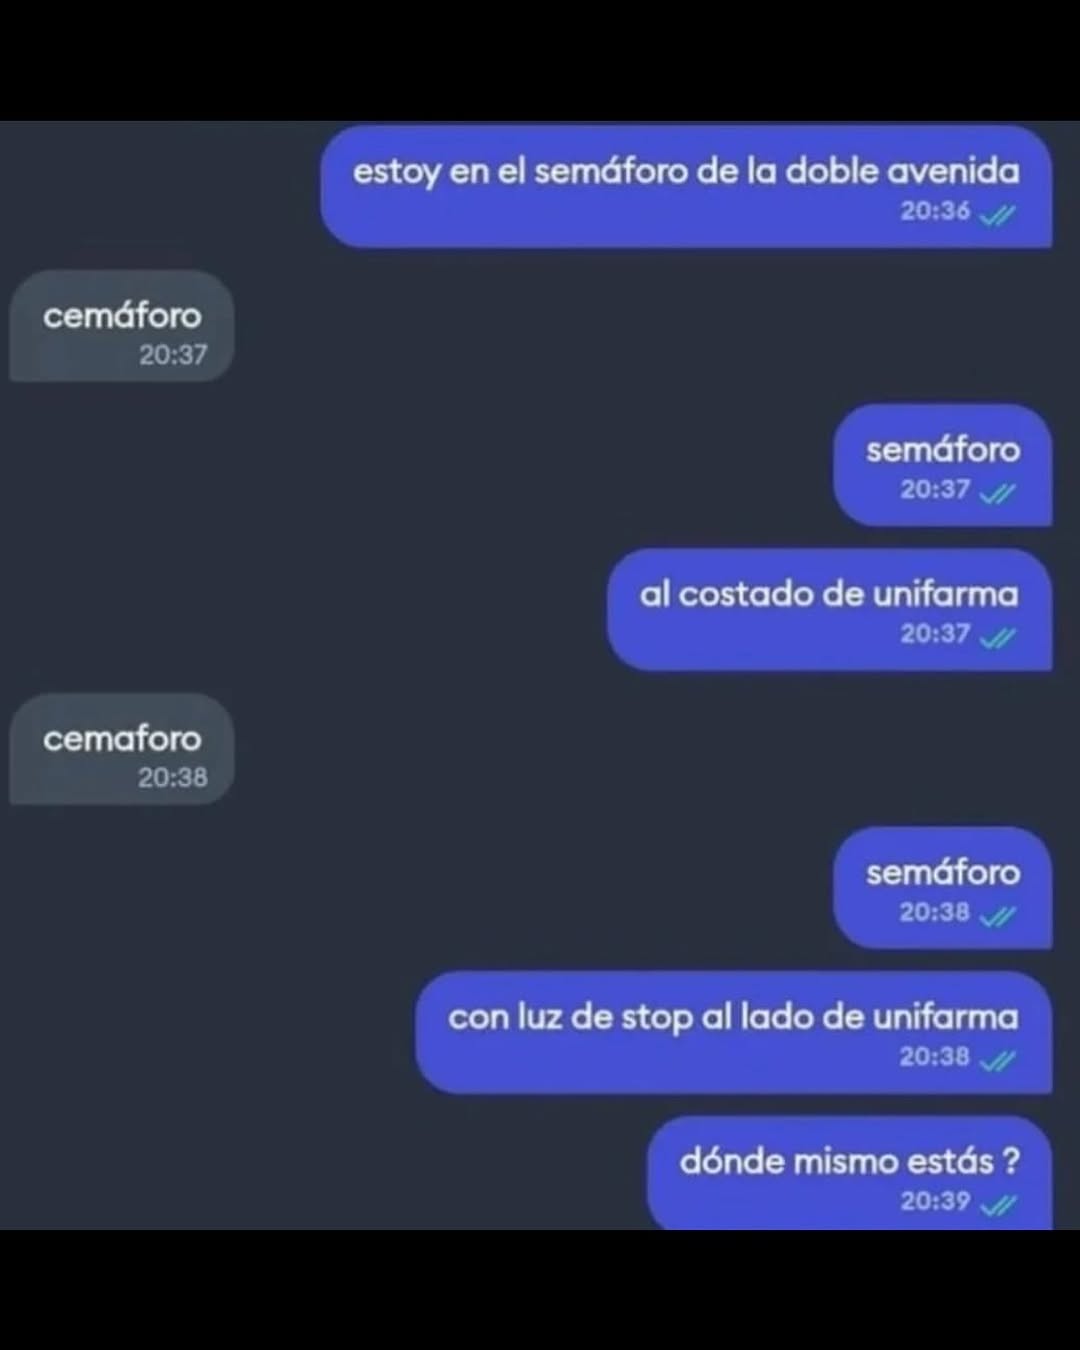 estoy en el semáforo de la doble avenida
20:36
cemáforo
20:37
semáforo
20:37
al costado de unifarma
20:37
cemaforo
20:38
semáforo
20:38
con luz de stop al lado de unifarma
20:38
dónde mismo estás ?
20:39